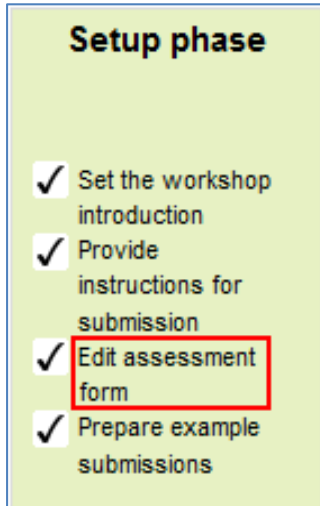 Setup phase
Set the workshop
introduction
Provide
instructions for
submission
Edit assessment
form
Prepare example
submissions